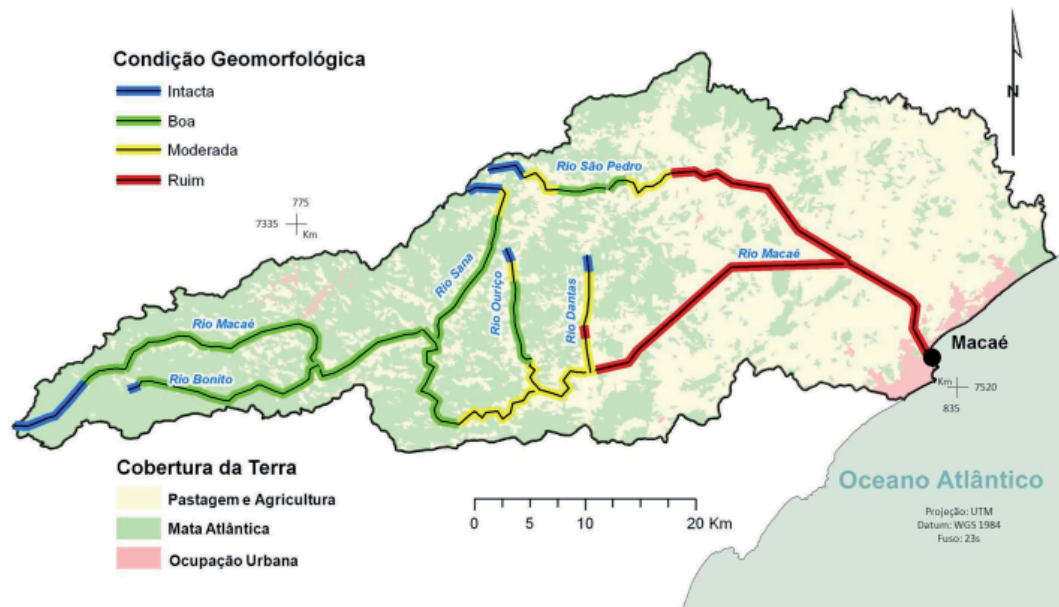 Condição Geomorfológica
Intacta
Boa
Moderada
Ruim
N
775
7335
Km
Rio São Pedro
Rio Macaé
Rio Sana
Rio Ouriço
Rio Dantas
Rio Macaé
Rio Bonito
Macaé
Km
7520
835
Cobertura da Terra
Pastagem e Agricultura
Mata Atlântica
Ocupação Urbana
0 5 10 20 Km
Oceano Atlântico
Projeção: UTM
Datum: WGS 1984
Fuso: 23s